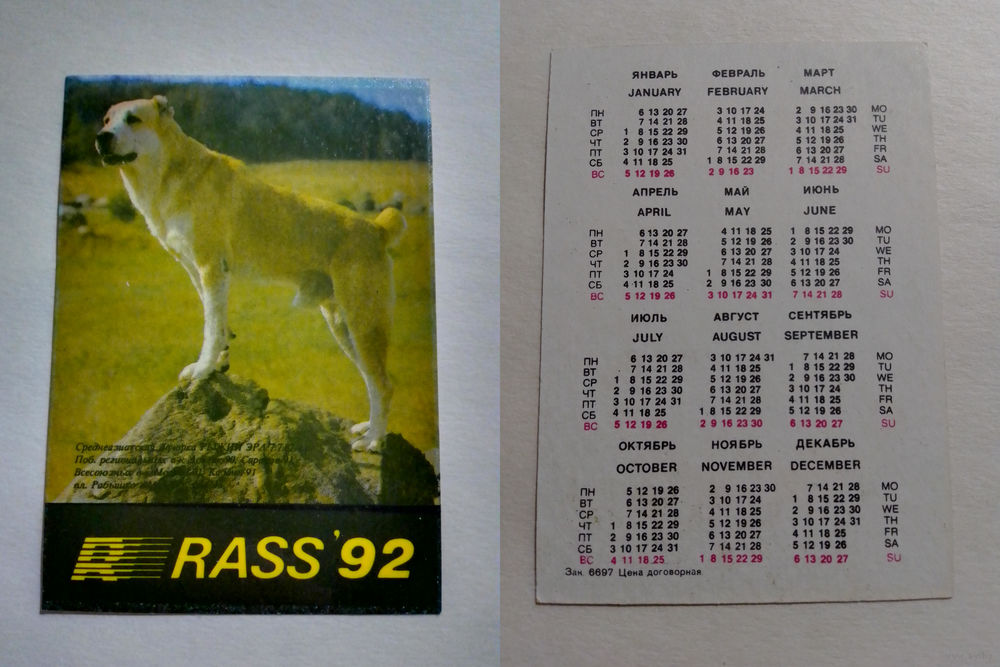 Среднеазиатская
Поб. региональных
Всесоюзных
вл.
R RASS '92
ЯНВАРЬ ФЕВРАЛЬ МАРТ
JANUARY FEBRUARY MARCH
ПН 6 13 20 27 3 10 17 24 2 9 16 23 30 MO
ВТ 7 14 21 28 4 11 18 25 3 10 17 24 31 TU
СР 1 8 15 22 29 5 12 19 26 4 11 18 25 WE
ЧТ 2 9 16 23 30 6 13 20 27 5 12 19 26 TH
ПТ 3 10 17 24 31 7 14 21 28 6 13 20 27 FR
СБ 4 11 18 25 1 8 15 22 29 7 14 21 28 SA
ВС 5 12 19 26 2 9 16 23 1 8 15 22 29 SU
АПРЕЛЬ МАЙ ИЮНЬ
APRIL MAY JUNE
ПН 6 13 20 27 4 11 18 25 1 8 15 22 29 MO
ВТ 7 14 21 28 5 12 19 26 2 9 16 23 30 TU
СР 1 8 15 22 29 6 13 20 27 3 10 17 24 WE
ЧТ 2 9 16 23 30 7 14 21 28 4 11 18 25 TH
ПТ 3 10 17 24 1 8 15 22 29 5 12 19 26 FR
СБ 4 11 18 25 2 9 16 23 30 6 13 20 27 SA
ВС 5 12 19 26 3 10 17 24 31 7 14 21 28 SU
ИЮЛЬ АВГУСТ СЕНТЯБРЬ
JULY AUGUST SEPTEMBER
ПН 6 13 20 27 3 10 17 24 31 7 14 21 28 MO
ВТ 7 14 21 28 4 11 18 25 1 8 15 22 29 TU
СР 1 8 15 22 29 5 12 19 26 2 9 16 23 30 WE
ЧТ 2 9 16 23 30 6 13 20 27 3 10 17 24 TH
ПТ 3 10 17 24 31 7 14 21 28 4 11 18 25 FR
СБ 4 11 18 25 1 8 15 22 29 5 12 19 26 SA
ВС 5 12 19 26 2 9 16 23 30 6 13 20 27 SU
ОКТЯБРЬ НОЯБРЬ ДЕКАБРЬ
OCTOBER NOVEMBER DECEMBER
ПН 5 12 19 26 2 9 16 23 30 7 14 21 28 MO
ВТ 6 13 20 27 3 10 17 24 1 8 15 22 29 TU
СР 7 14 21 28 4 11 18 25 2 9 16 23 30 WE
ЧТ 1 8 15 22 29 5 12 19 26 3 10 17 24 31 TH
ПТ 2 9 16 23 30 6 13 20 27 4 11 18 25 FR
СБ 3 10 17 24 31 7 14 21 28 5 12 19 26 SA
ВС 4 11 18 25 1 8 15 22 29 6 13 20 27 SU
Зак. 6697 Цена договорная